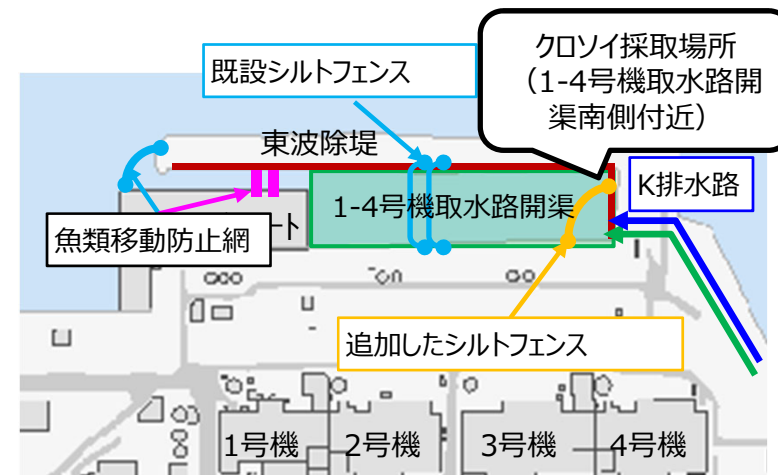 クロソイ採取場所
（1-4号機取水路開
渠南側付近）
既設シルトフェンス
東波除堤
K排水路
1-4号機取水路開渠
ート
魚類移動防止網
追加したシルトフェンス
1号機
2号機
3号機
4号機